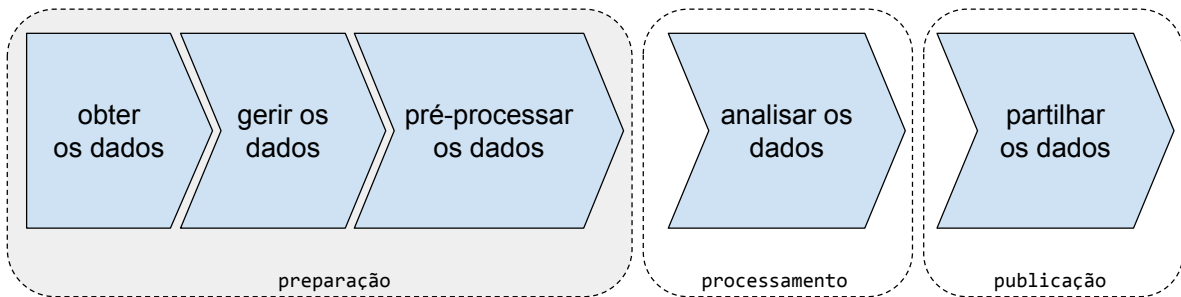 obter
os dados
gerir os
dados
pré-processar
os dados
analisar os
dados
partilhar
os dados
preparação
processamento
publicação